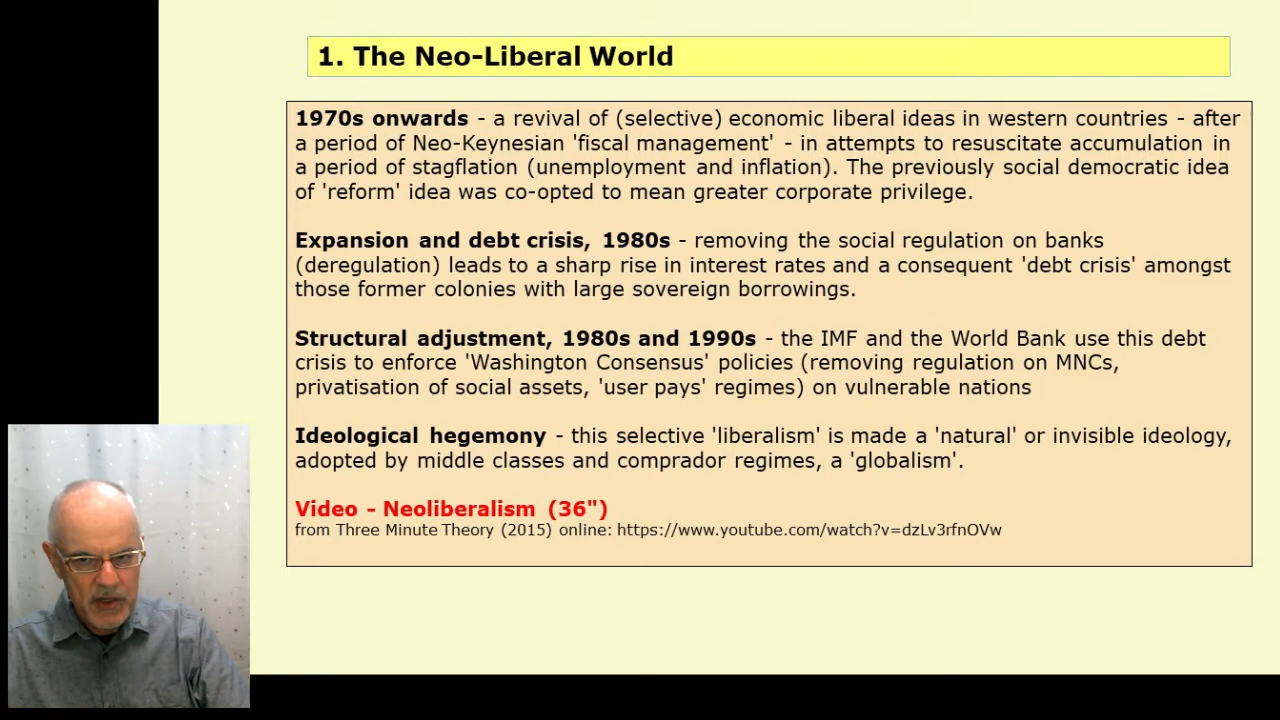 1. The Neo-Liberal World
1970s onwards - a revival of (selective) economic liberal ideas in western countries - after
a period of Neo-Keynesian 'fiscal management' - in attempts to resuscitate accumulation in
a period of stagflation (unemployment and inflation). The previously social democratic idea
of 'reform' idea was co-opted to mean greater corporate privilege.
Expansion and debt crisis, 1980s - removing the social regulation on banks
(deregulation) leads to a sharp rise in interest rates and a consequent 'debt crisis' amongst
those former colonies with large sovereign borrowings.
Structural adjustment, 1980s and 1990s - the IMF and the World Bank use this debt
crisis to enforce 'Washington Consensus' policies (removing regulation on MNCs,
privatisation of social assets, 'user pays' regimes) on vulnerable nations
Ideological hegemony - this selective 'liberalism' is made a 'natural' or invisible ideology,
adopted by middle classes and comprador regimes, a 'globalism'.
Video - Neoliberalism (36")
from Three Minute Theory (2015) online: https://www.youtube.com/watch?v=dzLv3rfnOVw